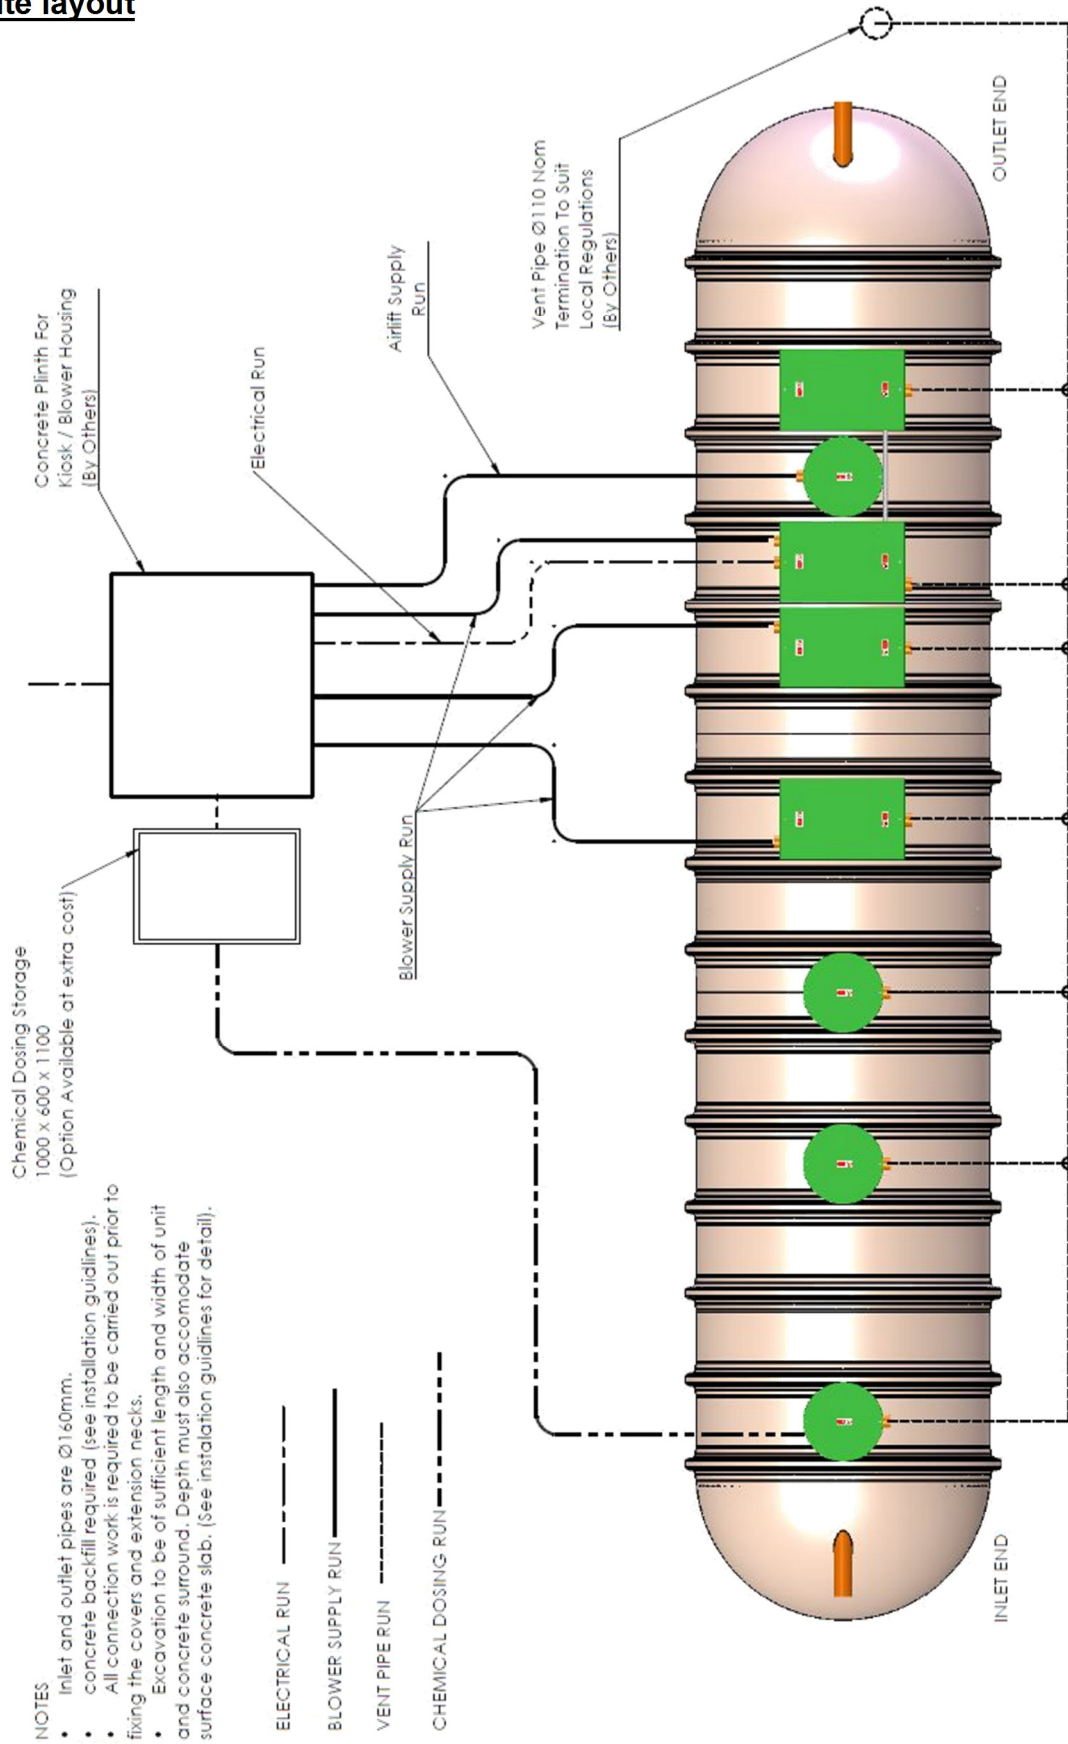 te layout
Concrete Plinth For
Kiosk / Blower Housing
(By Others)
Electrical Run
Airlift Supply
Run
Vent Pipe Ø110 Nom
Termination To Suit
Local Regulations
(By Others)
OUTLET END
Chemical Dosing Storage
1000 x 600 x 1100
(Option Available at extra cost)
Blower Supply Run
NOTES
• Inlet and outlet pipes are Ø160mm.
• concrete backfill required (see installation guidlines).
• All connection work is required to be carried out prior to
fixing the covers and extension necks.
• Excavation to be of sufficient length and width of unit
and concrete surround. Depth must also accomodate
surface concrete slab. (See instalation guidlines for detail).
ELECTRICAL RUN
BLOWER SUPPLY RUN
VENT PIPE RUN
CHEMICAL DOSING RUN
INLET END